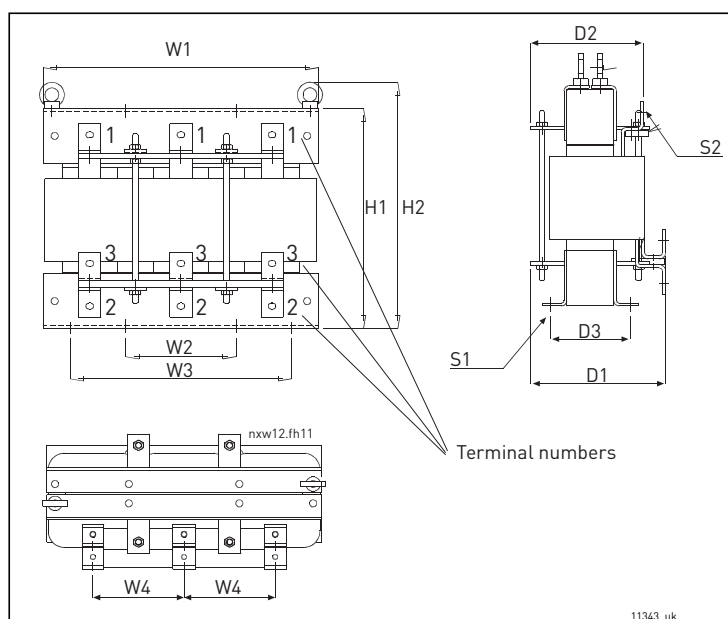 W1
D2
1 1 1
S2
H1
H2
3 3 3
2 2 2
W2
W3
D3
S1
D1
nxw12.fh11
Terminal numbers
W4 W4
11343_uk